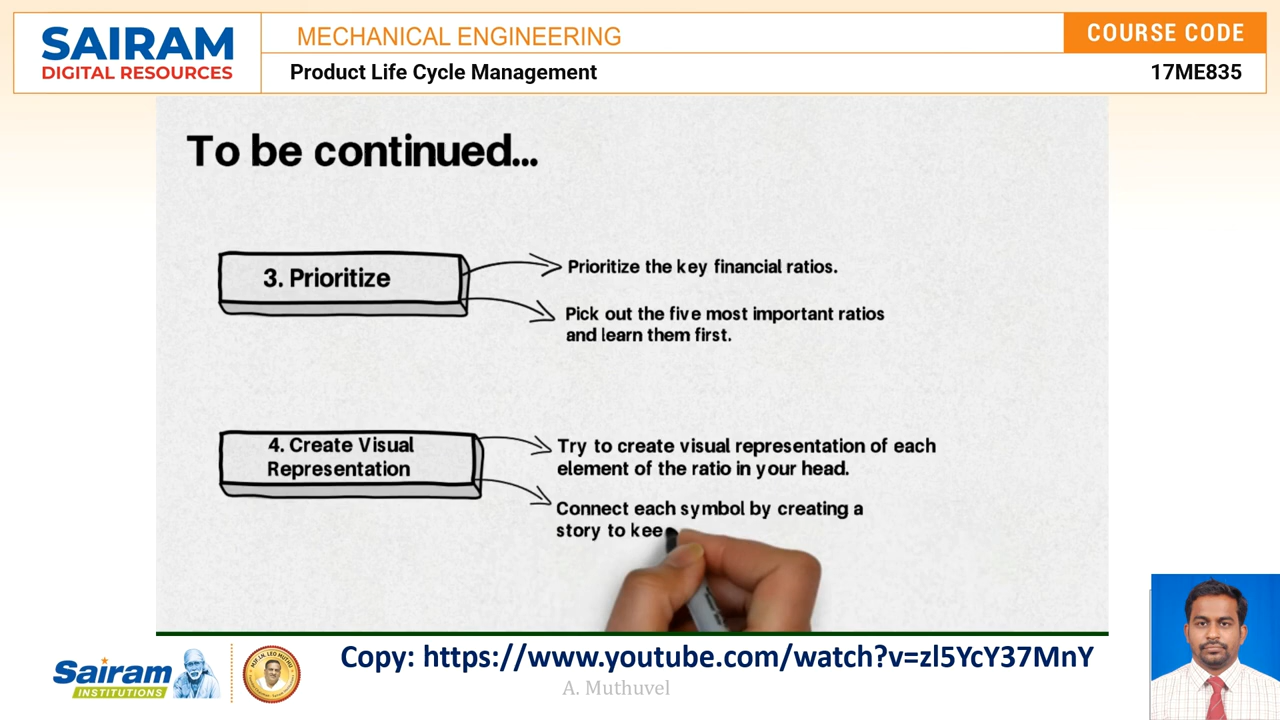 SAIRAM
DIGITAL RESOURCES
MECHANICAL ENGINEERING
COURSE CODE
Product Life Cycle Management
17ME835
To be continued...
3. Prioritize
Prioritize the key financial ratios.
Pick out the five most important ratios
and learn them first.
4. Create Visual
Representation
Try to create visual representation of each
element of the ratio in your head.
Connect each symbol by creating a
story to kee
Sairam
INSTITUTIONS
Copy: https://www.youtube.com/watch?v=zl5YcY37MnY
A. Muthuvel